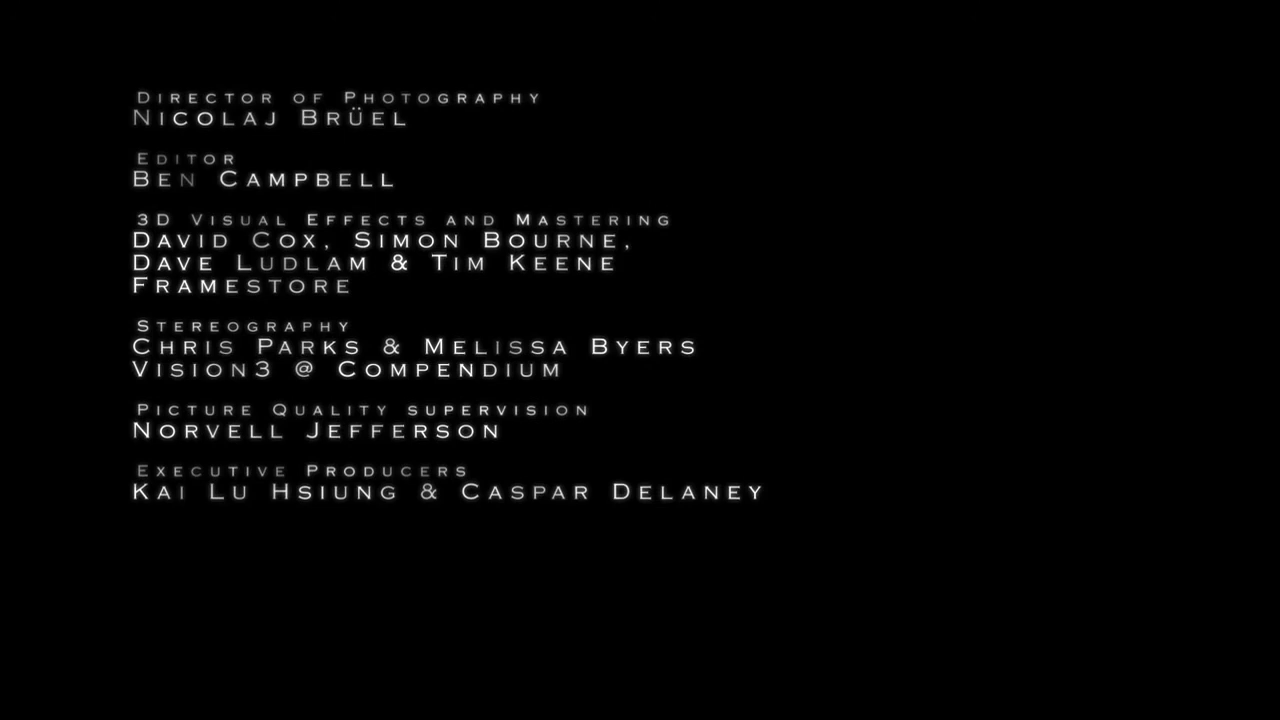 Director of Photography
Nicolaj Brüel
Editor
Ben Campbell
3D Visual Effects and Mastering
David Cox, Simon Bourne,
Dave Ludlam & Tim Keene
Framestore
Stereography
Chris Parks & Melissa Byers
Vision3 @ Compendium
Picture Quality supervision
Norvell Jefferson
Executive Producers
Kai Lu Hsiung & Caspar Delaney